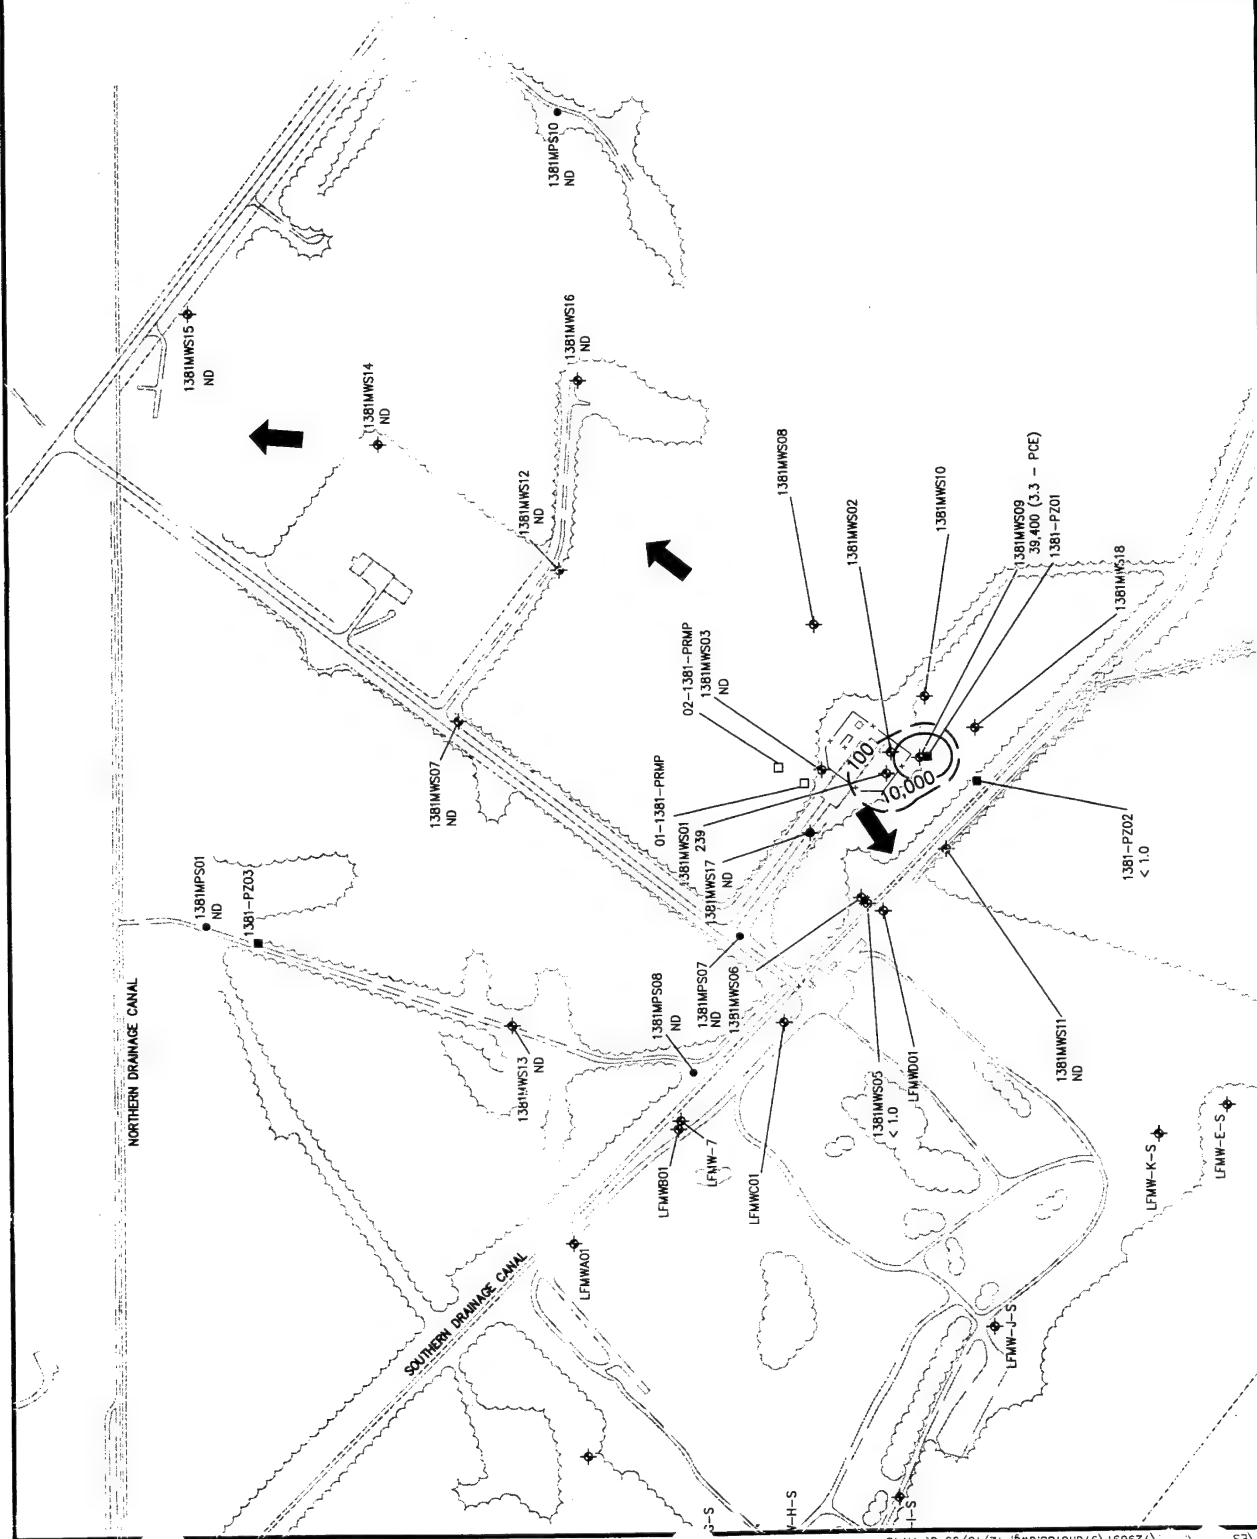 1381MPS10
ND
1381MWS15
ND
1381MWS14
ND
1381MWS16
ND
1381MWS12
ND
1381MWS08
1381MWS02
1381MWS10
1381MWS09
39,400 (3.3 - PCE)
1381-PZ01
1381MWS18
02-1381-PRMP
1381MWS03
ND
1381MWS07
ND
01-1381-PRMP
1381MWS01
239
1381MWS17
ND
100
10,000
1381-PZ02
< 1.0
1381MPS01
ND
1381-PZ03
NORTHERN DRAINAGE CANAL
1381MPS07
ND
1381MWS06
1381MPS08
ND
1381MWS13
ND
1381MWS05
< 1.0
LFMWD01
1381MWS11
ND
LFMWB01
LFMW-7
LFMWC01
LFMWA01
SOUTHERN DRAINAGE CANAL
LFMW-K-S
LFMW-E-S
LFMW-J-S
-H-S
-I-S